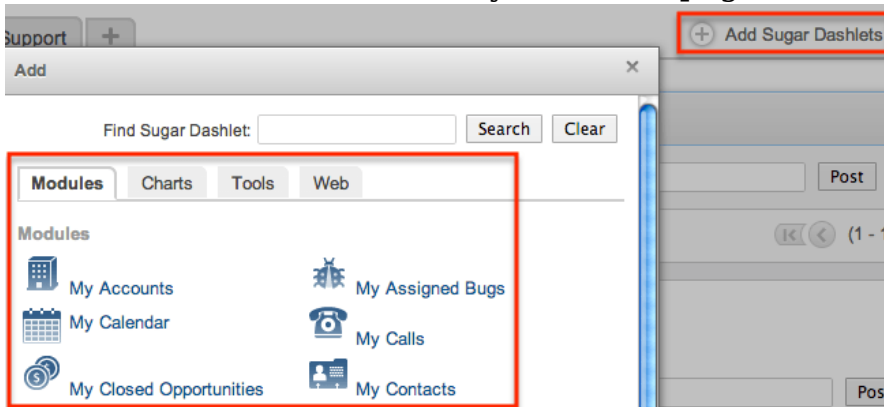 Support
Add Sugar Dashlets
Add
Find Sugar Dashlet: Search Clear
Modules Charts Tools Web
Post
Modules
(1 -
My Accounts My Assigned Bugs
My Calendar My Calls
My Closed Opportunities My Contacts